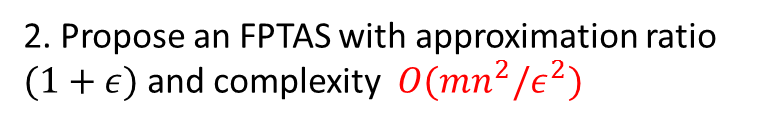 2. Propose an FPTAS with approximation ratio
(1 + ϵ) and complexity O(mn²/ϵ²)